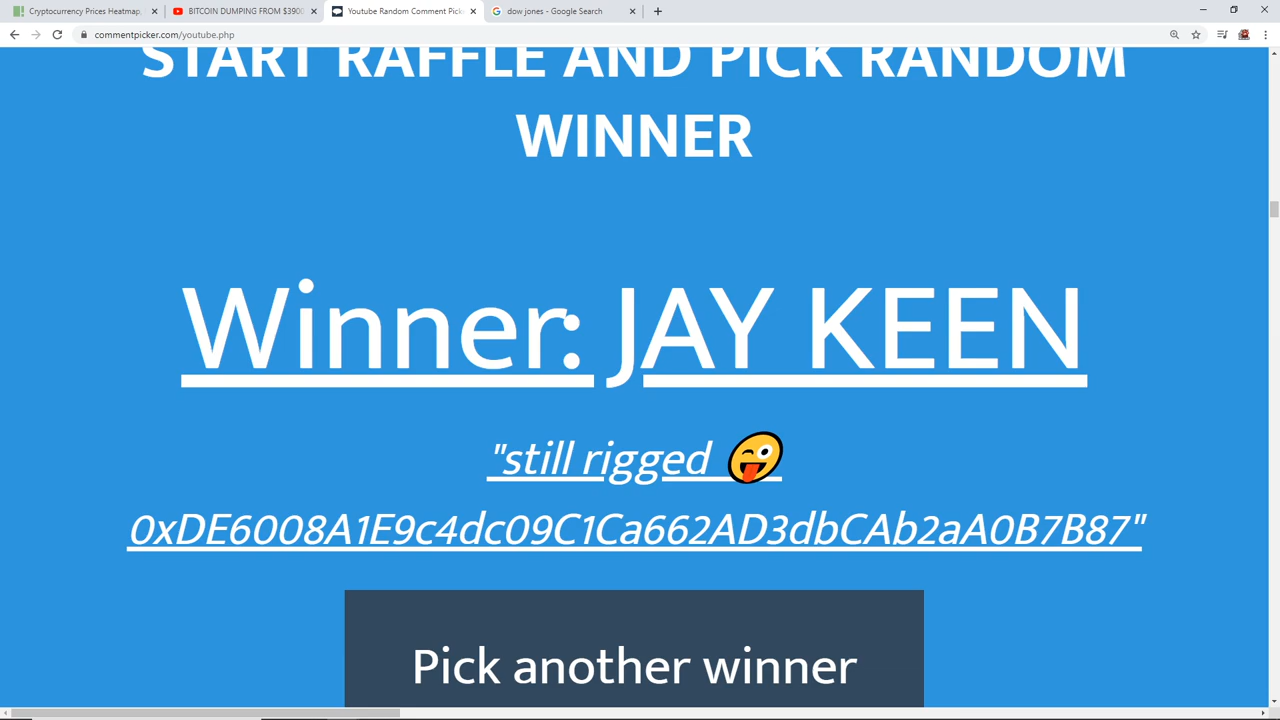 Cryptocurrency Prices Heatmap,
BITCOIN DUMPING FROM $3900
Youtube Random Comment Pick
dow jones - Google Search
commentpicker.com/youtube.php
START RAFFLE AND PICK RANDOM
WINNER
Winner: JAY KEEN
"still rigged 😜
0xDE6008A1E9c4dc09C1Ca662AD3dbCAb2aA0B7B87"
Pick another winner